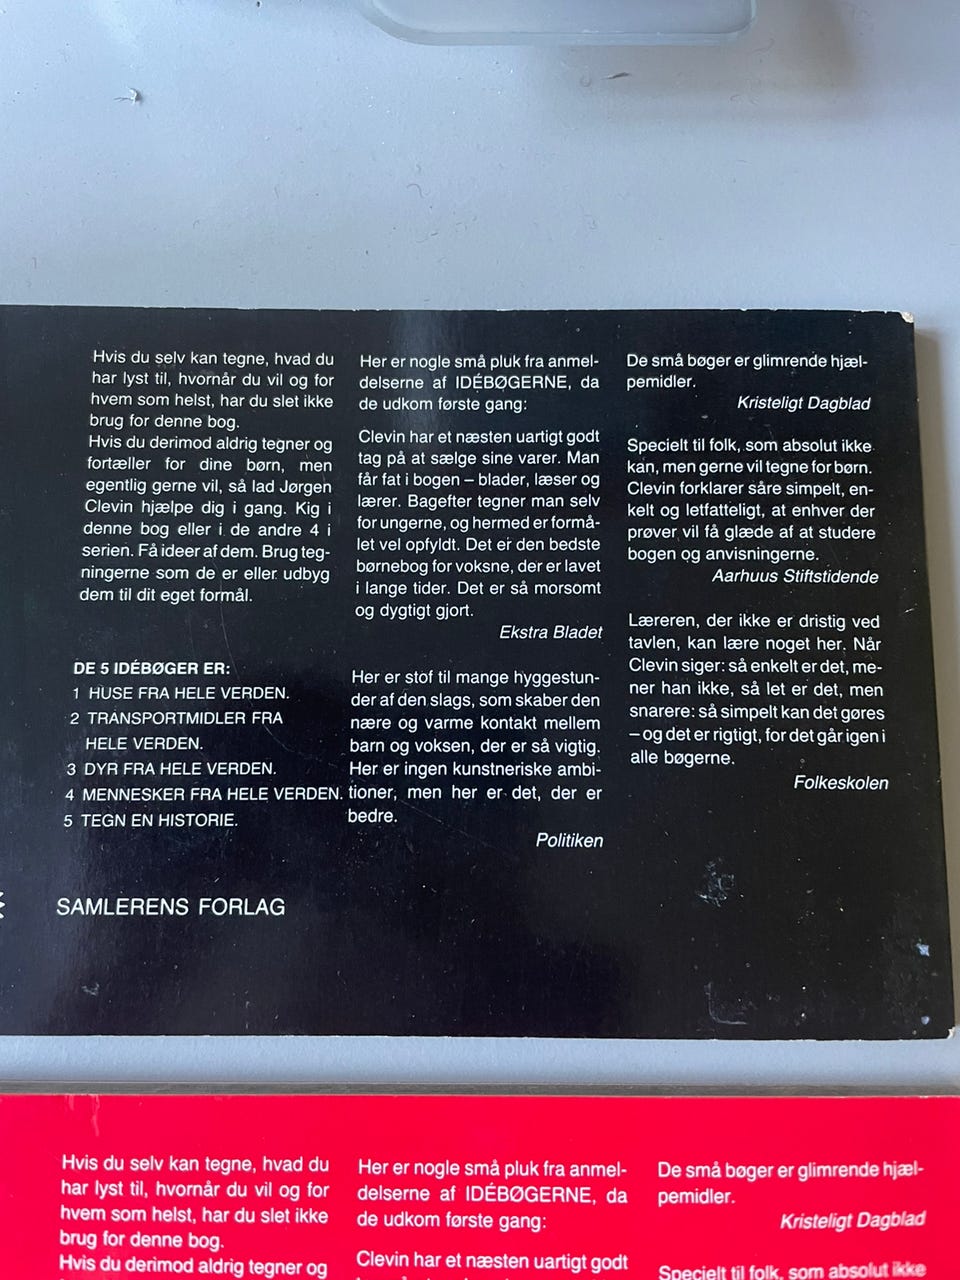 Hvis du selv kan tegne, hvad du
har lyst til, hvornår du vil og for
hvem som helst, har du slet ikke
brug for denne bog.
Hvis du derimod aldrig tegner og
fortæller for dine børn, men
egentlig gerne vil, så lad Jørgen
Clevin hjælpe dig i gang. Kig i
denne bog eller i de andre 4 i
serien. Få ideer af dem. Brug teg-
ningerne som de er eller udbyg
dem til dit eget formål.
DE 5 IDÉBØGER ER:
1 HUSE FRA HELE VERDEN.
2 TRANSPORTMIDLER FRA
HELE VERDEN.
3 DYR FRA HELE VERDEN.
4 MENNESKER FRA HELE VERDEN.
5 TEGN EN HISTORIE.
SAMLERENS FORLAG
Her er nogle små pluk fra anmel-
delserne af IDÉBØGERNE, da
de udkom første gang:
Clevin har et næsten uartigt godt
tag på at sælge sine varer. Man
får fat i bogen – blader, læser og
lærer. Bagefter tegner man selv
for ungerne, og hermed er formå-
let vel opfyldt. Det er den bedste
børnebog for voksne, der er lavet
i lange tider. Det er så morsomt
og dygtigt gjort.
Ekstra Bladet
Her er stof til mange hyggestun-
der af den slags, som skaber den
nære og varme kontakt mellem
barn og voksen, der er så vigtig.
Her er ingen kunstneriske ambi-
tioner, men her er det, der er
bedre.
Politiken
De små bøger er glimrende hjæl-
pemidler.
Kristeligt Dagblad
Specielt til folk, som absolut ikke
kan, men gerne vil tegne for børn.
Clevin forklarer såre simpelt, en-
kelt og letfatteligt, at enhver der
prøver vil få glæde af at studere
bogen og anvisningerne.
Aarhuus Stiftstidende
Læreren, der ikke er dristig ved
tavlen, kan lære noget her. Når
Clevin siger: så enkelt er det, me-
ner han ikke, så let er det, men
snarere: så simpelt kan det gøres
– og det er rigtigt, for det går igen i
alle bøgerne.
Folkeskolen
Hvis du selv kan tegne, hvad du
har lyst til, hvornår du vil og for
hvem som helst, har du slet ikke
brug for denne bog.
Hvis du derimod aldrig tegner og
Her er nogle små pluk fra anmel-
delserne af IDÉBØGERNE, da
de udkom første gang:
Clevin har et næsten uartigt godt
De små bøger er glimrende hjæl-
pemidler.
Kristeligt Dagblad
Specielt til folk, som absolut ikke